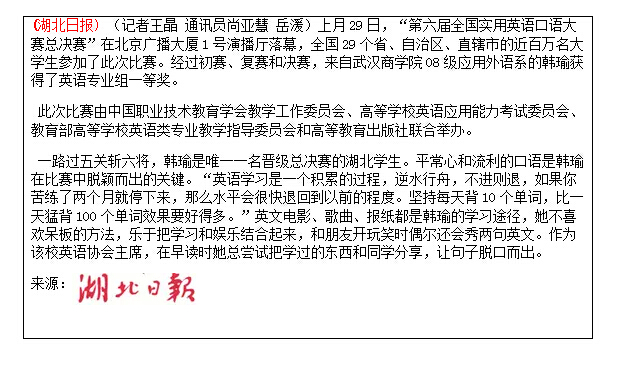 (湖北日报) (记者王晶 通讯员尚亚慧 岳湲) 上月29日，“第六届全国实用英语口语大
赛总决赛”在北京广播大厦1号演播厅落幕，全国29个省、自治区、直辖市的近百万名大
学生参加了此次比赛。经过初赛、复赛和决赛，来自武汉商学院08级应用外语系的韩瑜获
得了英语专业组一等奖。
此次比赛由中国职业技术教育学会教学工作委员会、高等学校英语应用能力考试委员会、
教育部高等学校英语类专业教学指导委员会和高等教育出版社联合举办。
一路过五关斩六将，韩瑜是唯一一名晋级总决赛的湖北学生。平常心和流利的口语是韩瑜
在比赛中脱颖而出的关键。“英语学习是一个积累的过程，逆水行舟，不进则退，如果你
苦练了两个月就停下来，那么水平会很快退回到以前的程度。坚持每天背10个单词，比一
天猛背100个单词效果要好得多。”英文电影、歌曲、报纸都是韩瑜的学习途径，她不喜
欢呆板的方法，乐于把学习和娱乐结合起来，和朋友开玩笑时偶尔还会秀两句英文。作为
该校英语协会主席，在早读时她总尝试把学过的东西和同学分享，让句子脱口而出。
来源：湖北日報